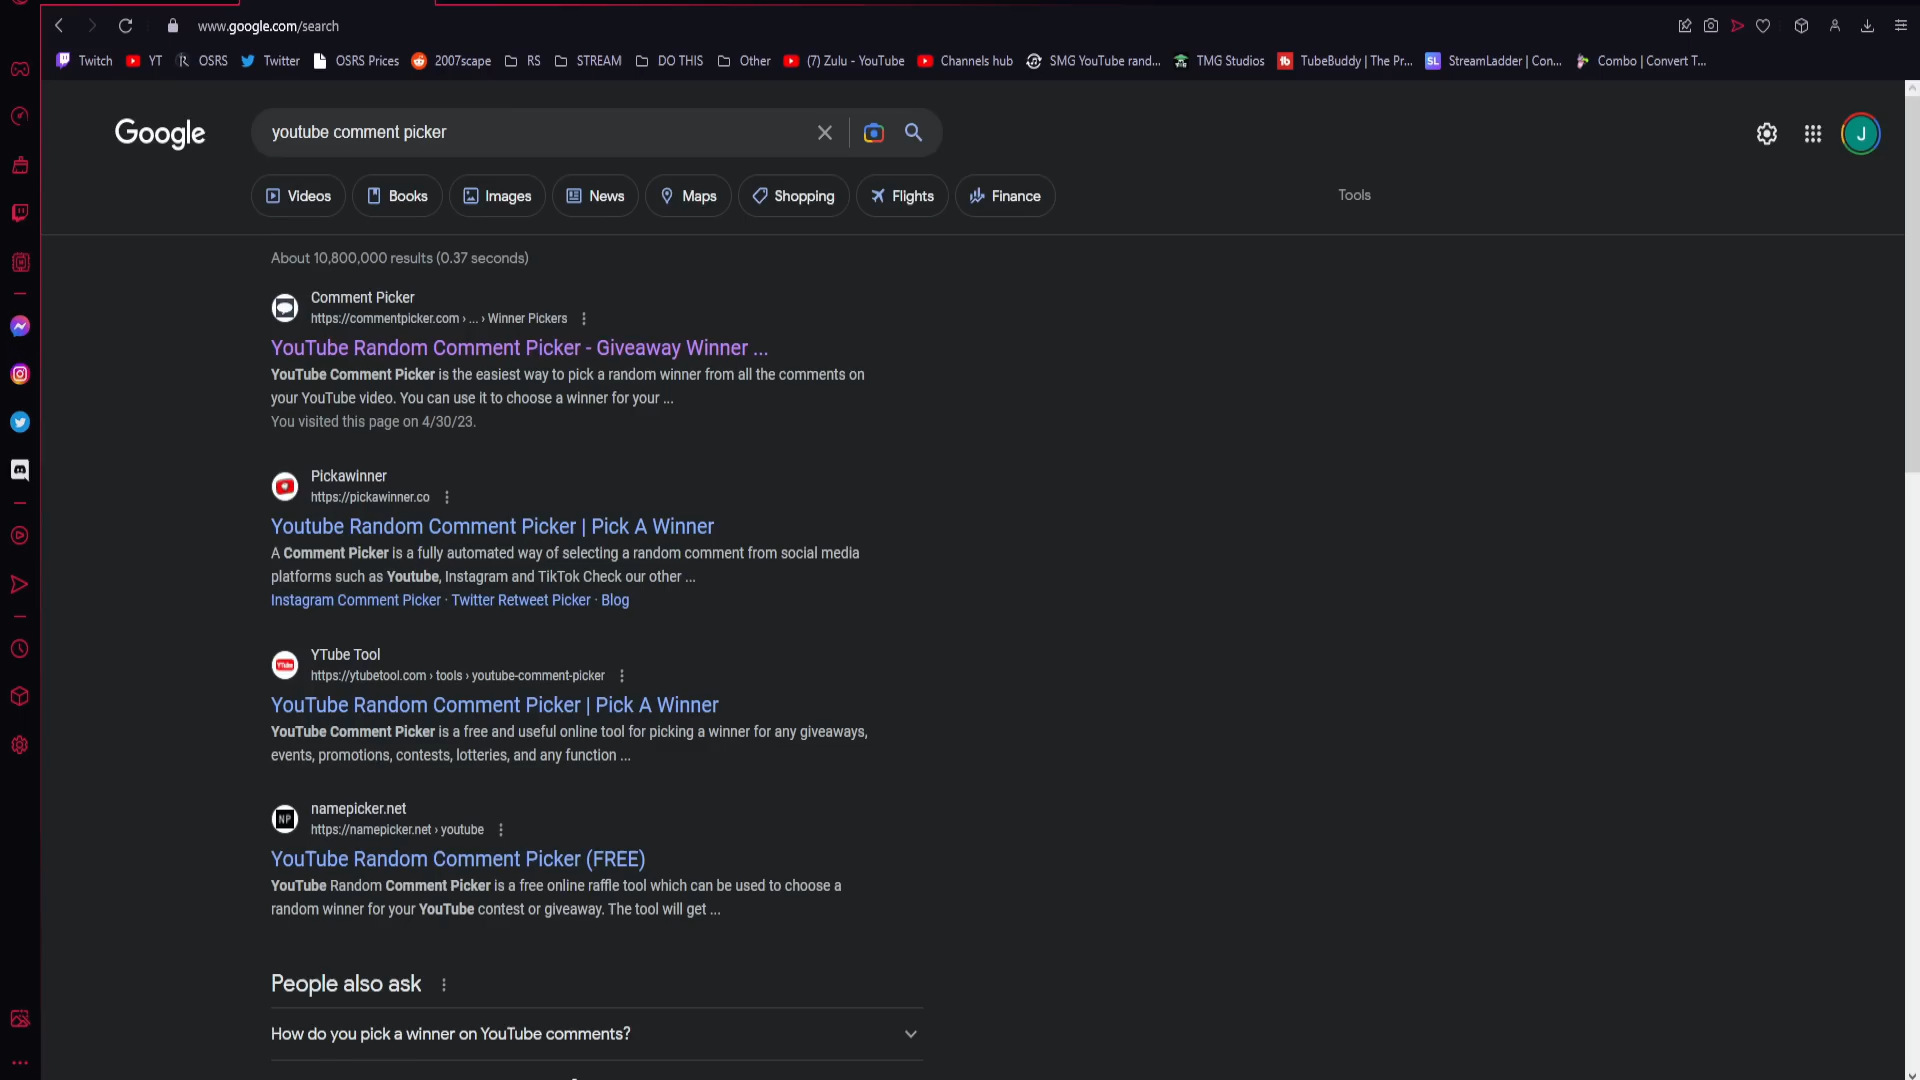 www.google.com/search
Twitch YT OSRS Twitter OSRS Prices 2007scape RS STREAM DO THIS Other (7) Zulu - YouTube Channels hub SMG YouTube rand... TMG Studios TubeBuddy | The Pr... StreamLadder | Con... Combo | Convert T...
Google
youtube comment picker
J
Videos Books Images News Maps Shopping Flights Finance Tools
About 10,800,000 results (0.37 seconds)
Comment Picker
https://commentpicker.com › ... › Winner Pickers
YouTube Random Comment Picker - Giveaway Winner ...
YouTube Comment Picker is the easiest way to pick a random winner from all the comments on
your YouTube video. You can use it to choose a winner for your ...
You visited this page on 4/30/23.
Pickawinner
https://pickawinner.co
Youtube Random Comment Picker | Pick A Winner
A Comment Picker is a fully automated way of selecting a random comment from social media
platforms such as Youtube, Instagram and TikTok Check our other ...
Instagram Comment Picker · Twitter Retweet Picker · Blog
YTube Tool
https://ytubetool.com › tools › youtube-comment-picker
YouTube Random Comment Picker | Pick A Winner
YouTube Comment Picker is a free and useful online tool for picking a winner for any giveaways,
events, promotions, contests, lotteries, and any function ...
namepicker.net
NP
https://namepicker.net › youtube
YouTube Random Comment Picker (FREE)
YouTube Random Comment Picker is a free online raffle tool which can be used to choose a
random winner for your YouTube contest or giveaway. The tool will get ...
People also ask
How do you pick a winner on YouTube comments?